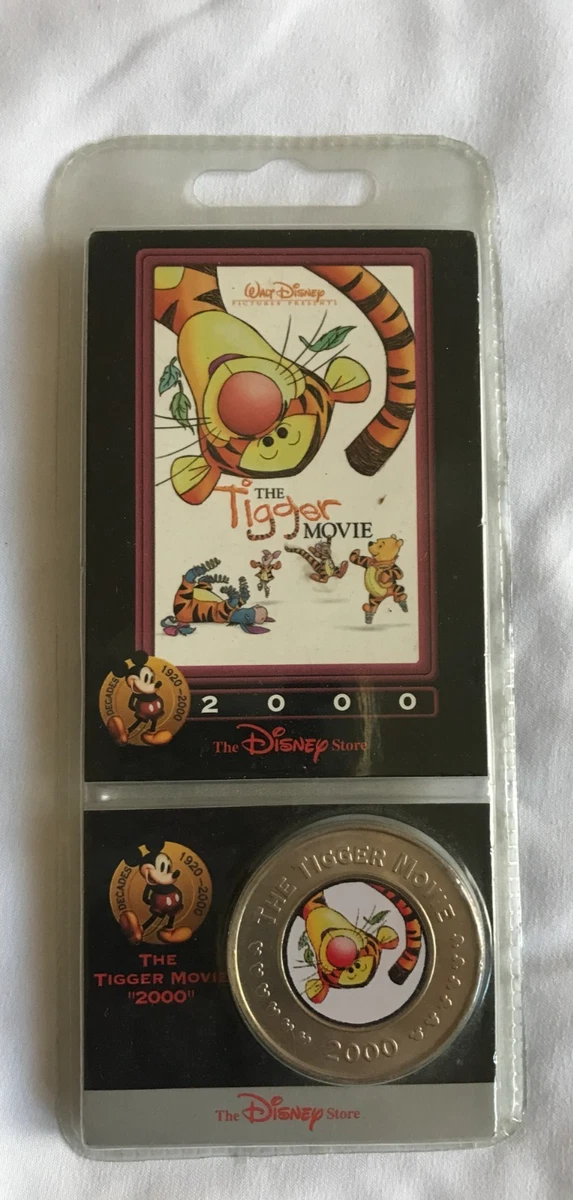 WALT DISNEY
PICTURES PRESENTS
THE
Tigger
MOVIE
DECADES 1920-2000
2 0 0 0
The DISNEY Store
DECADES 1920-2000
THE
TIGGER MOVIE
"2000"
THE TIGGER MOVIE
2000
The DISNEY Store